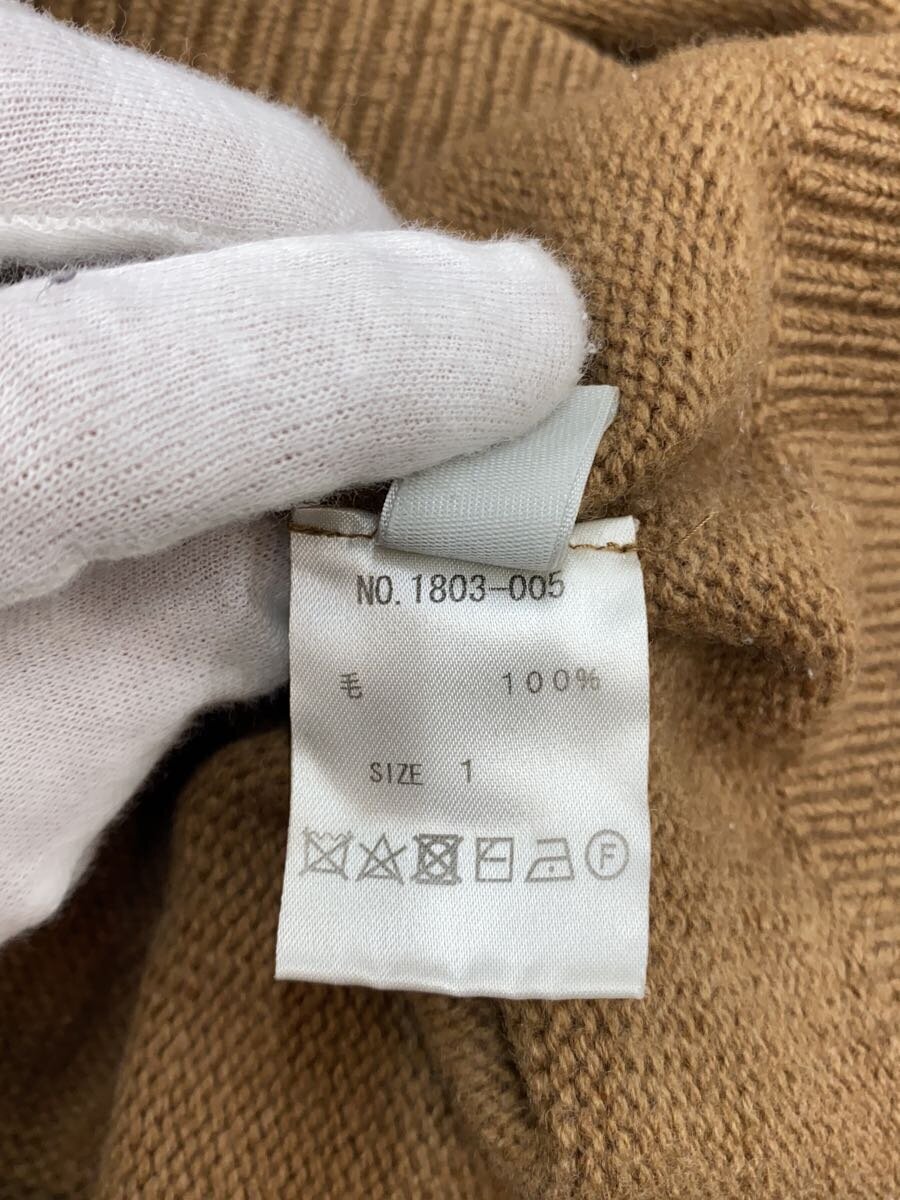 NO. 1803-005
毛 100%
SIZE 1
F